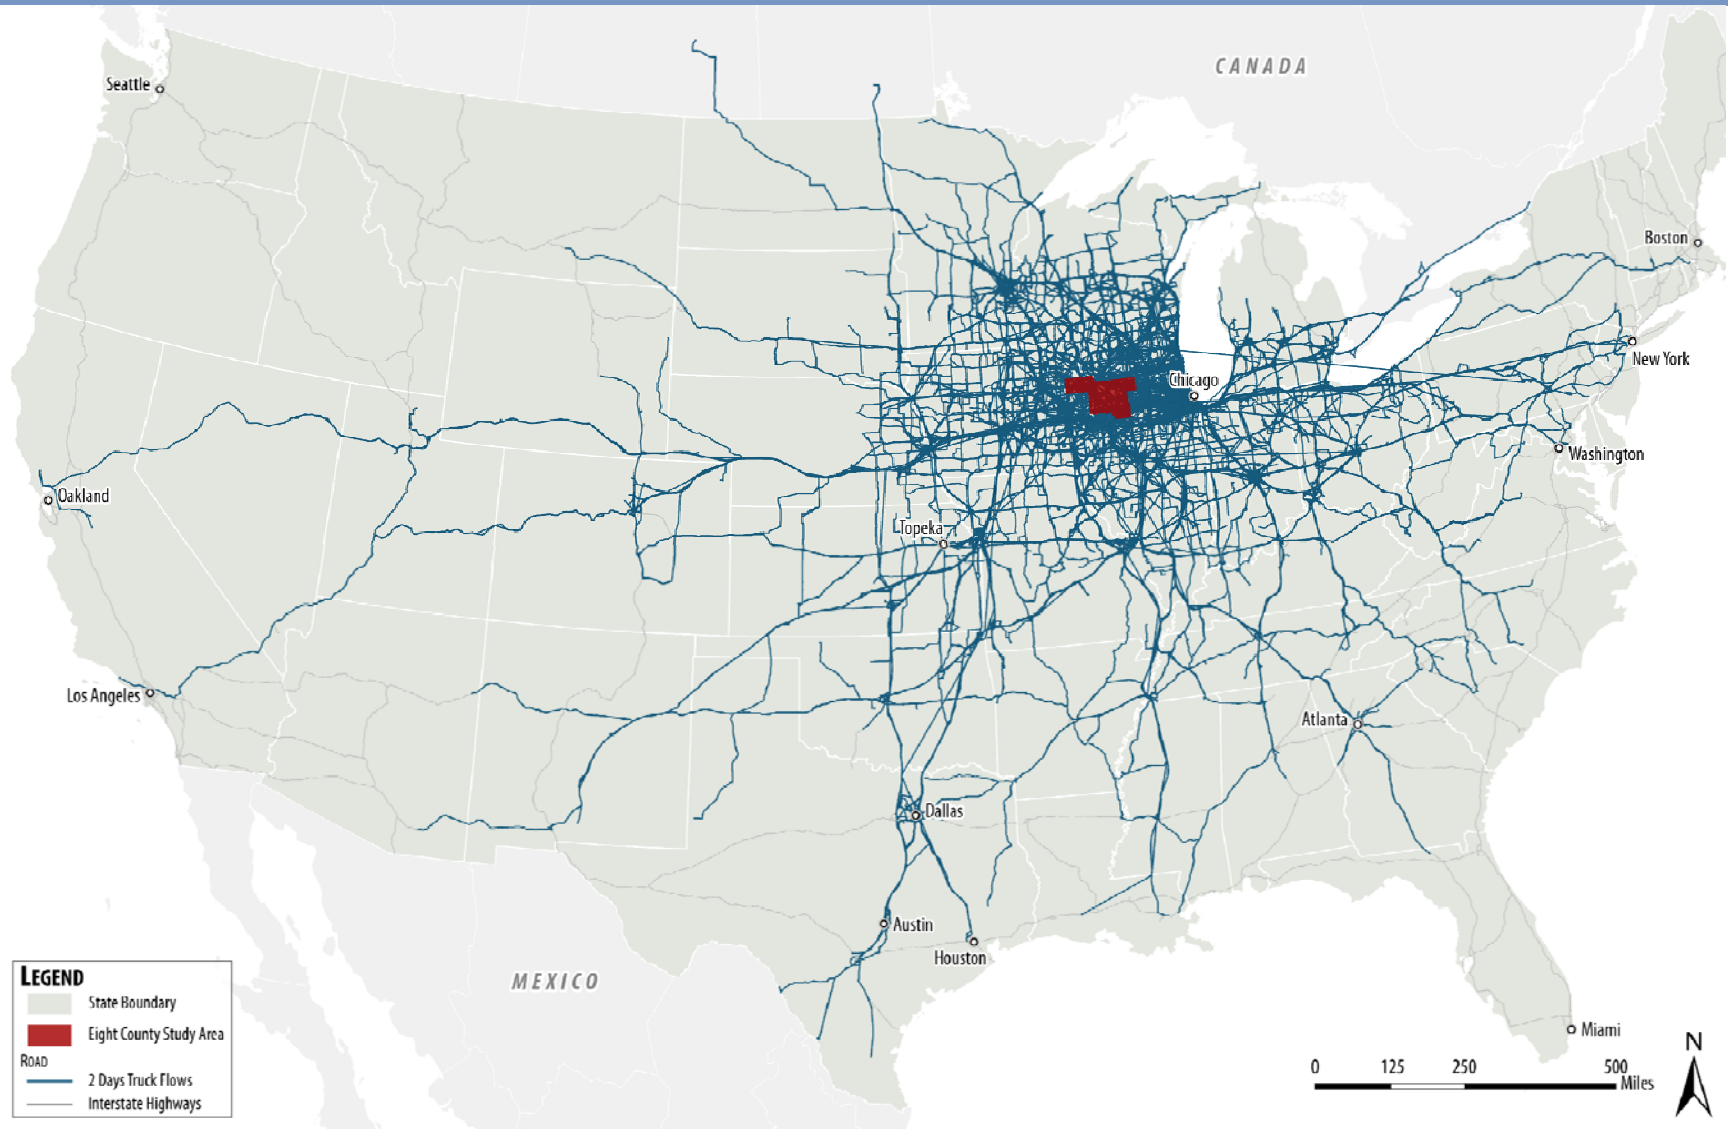 CANADA
Seattle
Boston
New York
Chicago
Washington
Oakland
Topeka
Los Angeles
Atlanta
Dallas
Austin
Houston
MEXICO
Miami
LEGEND
State Boundary
Eight County Study Area
ROAD
2 Days Truck Flows
Interstate Highways
N
0 125 250 500
Miles